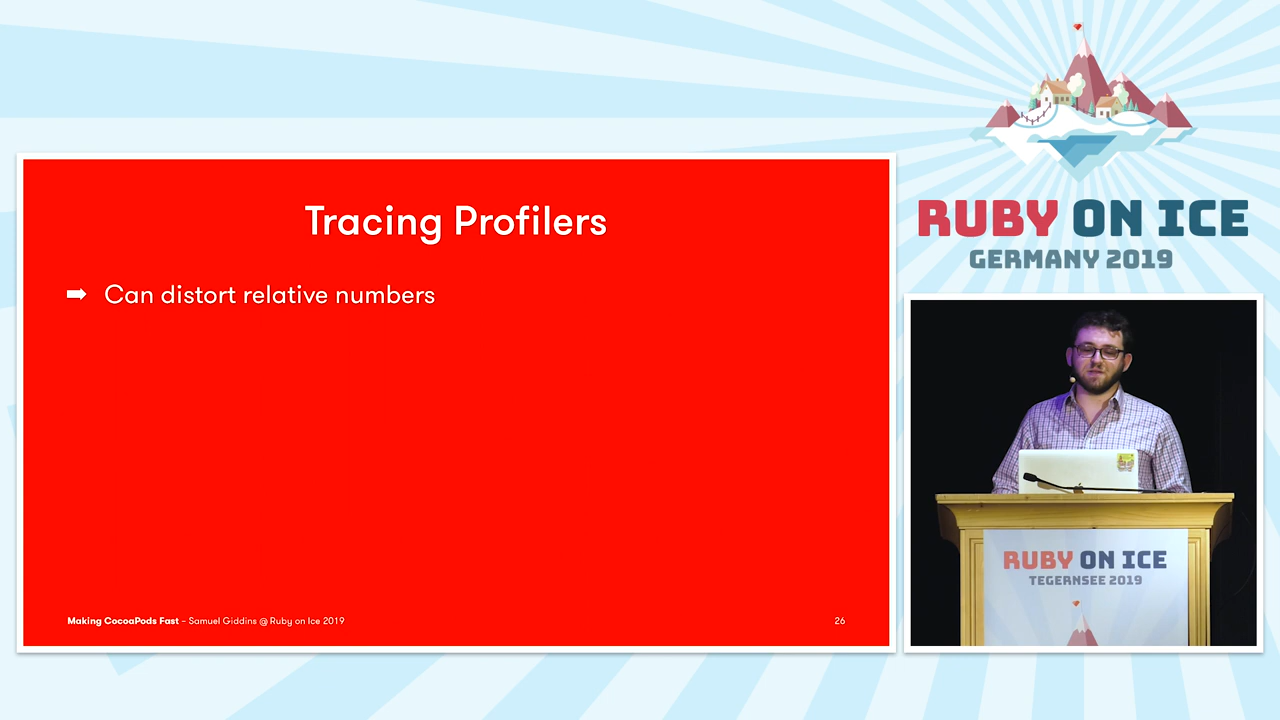 RUBY ON ICE
GERMANY 2019
Tracing Profilers
➡ Can distort relative numbers
Making CocoaPods Fast – Samuel Giddins @ Ruby on Ice 2019
26
RUBY ON ICE
TEGERNSEE 2019